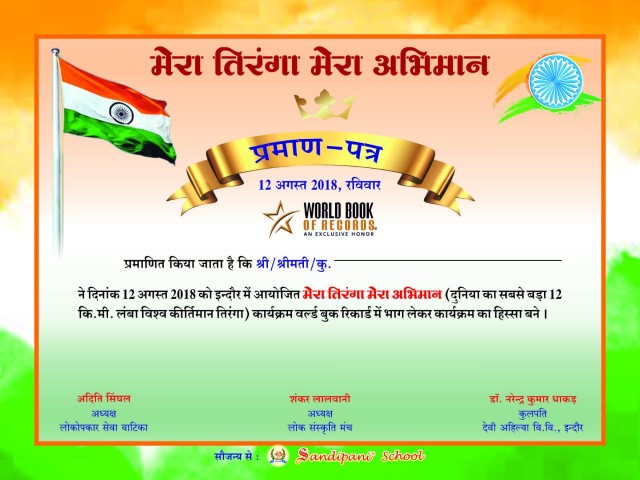 मेरा तिरंगा मेरा अभिमान
प्रमाण-पत्र
12 अगस्त 2018, रविवार
WORLD BOOK
OF RECORDS
AN EXCLUSIVE HONOR
प्रमाणित किया जाता है कि श्री/श्रीमती/कु.
ने दिनांक 12 अगस्त 2018 को इन्दौर में आयोजित मेरा तिरंगा मेरा अभिमान (दुनिया का सबसे बड़ा 12
कि.मी. लंबा विश्व कीर्तिमान तिरंगा) कार्यक्रम वर्ल्ड बुक रिकार्ड में भाग लेकर कार्यक्रम का हिस्सा बने ।
अदिति सिंघल
अध्यक्ष
लोकोपकार सेवा वाटिका
शंकर लालवानी
अध्यक्ष
लोक संस्कृति मंच
डॉ. नरेन्द्र कुमार धाकड़
कुलपति
देवी अहिल्या वि.वि., इन्दौर
सौजन्य से : Sandipani School